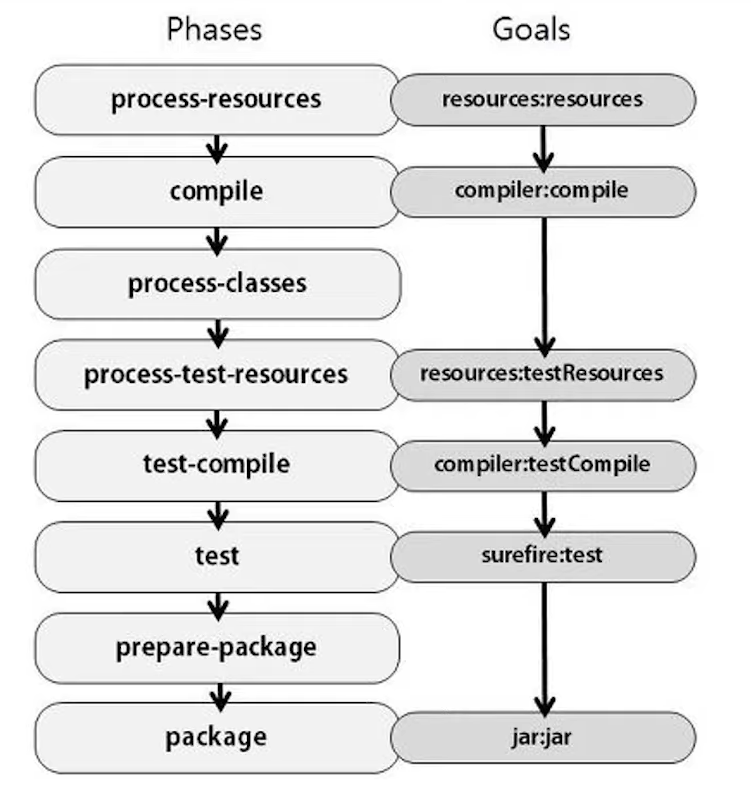 Phases Goals
process-resources resources:resources
compile compiler:compile
process-classes
process-test-resources resources:testResources
test-compile compiler:testCompile
test surefire:test
prepare-package
package jar:jar